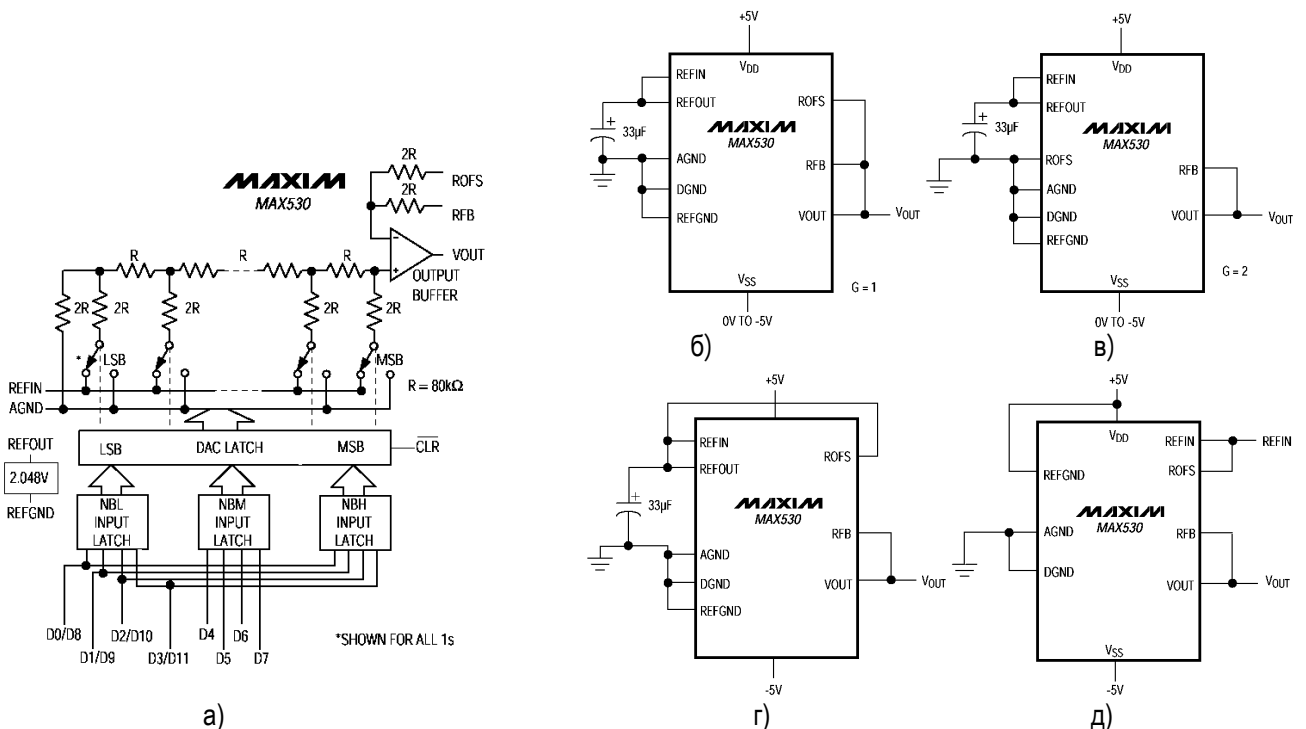 MAXIM
MAX530
2R
ROFS
2R
RFB
VOUT
OUTPUT
BUFFER
R
R
R
2R
2R
2R
2R
2R
*
LSB
MSB
REFIN
AGND
R = 80kΩ
REFOUT
2.048V
REFGND
LSB
DAC LATCH
MSB
CLR
NBL
INPUT
LATCH
NBM
INPUT
LATCH
NBH
INPUT
LATCH
D0/D8
D1/D9
D2/D10
D3/D11
D4
D5
D6
D7
*SHOWN FOR ALL 1s
а)
+5V
VDD
REFIN
REFOUT
+
33µF
AGND
DGND
REFGND
MAXIM
MAX530
ROFS
RFB
VOUT
VOUT
VSS
0V TO -5V
G = 1
б)
+5V
VDD
REFIN
REFOUT
+
33µF
ROFS
AGND
DGND
REFGND
MAXIM
MAX530
RFB
VOUT
VOUT
VSS
0V TO -5V
G = 2
в)
+5V
REFIN
REFOUT
+
33µF
AGND
DGND
REFGND
MAXIM
MAX530
ROFS
RFB
VOUT
VOUT
-5V
г)
+5V
VDD
REFGND
AGND
DGND
MAXIM
MAX530
REFIN
REFIN
ROFS
RFB
VOUT
VOUT
VSS
-5V
д)